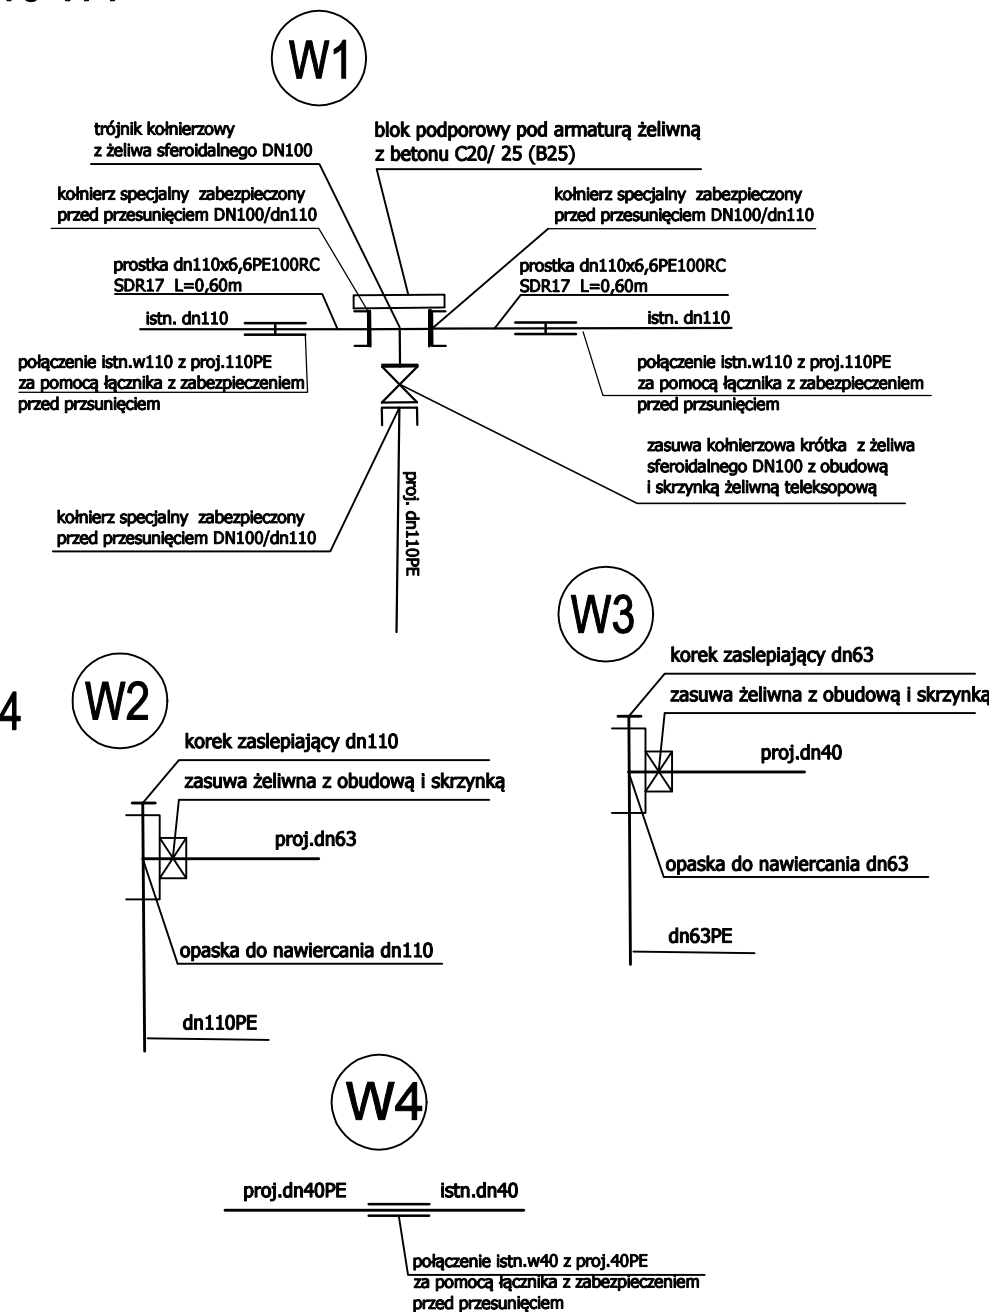 W1
trójnik kołnierzowy
z żeliwa sferoidalnego DN100
blok podporowy pod armaturą żeliwną
z betonu C20/ 25 (B25)
kołnierz specjalny zabezpieczony
przed przesunięciem DN100/dn110
kołnierz specjalny zabezpieczony
przed przesunięciem DN100/dn110
prostka dn110x6,6PE100RC
SDR17 L=0,60m
prostka dn110x6,6PE100RC
SDR17 L=0,60m
istn. dn110
istn. dn110
połączenie istn.w110 z proj.110PE
za pomocą łącznika z zabezpieczeniem
przed przsunięciem
połączenie istn.w110 z proj.110PE
za pomocą łącznika z zabezpieczeniem
przed przsunięciem
zasuwa kołnierzowa krótka z żeliwa
sferoidalnego DN100 z obudową
i skrzynką żeliwną teleksopową
kołnierz specjalny zabezpieczony
przed przesunięciem DN100/dn110
proj. dn110PE
W3
korek zaslepiający dn63
zasuwa żeliwna z obudową i skrzynką
proj.dn40
opaska do nawiercania dn63
dn63PE
4
W2
korek zaslepiający dn110
zasuwa żeliwna z obudową i skrzynką
proj.dn63
opaska do nawiercania dn110
dn110PE
W4
proj.dn40PE
istn.dn40
połączenie istn.w40 z proj.40PE
za pomocą łącznika z zabezpieczeniem
przed przesunięciem